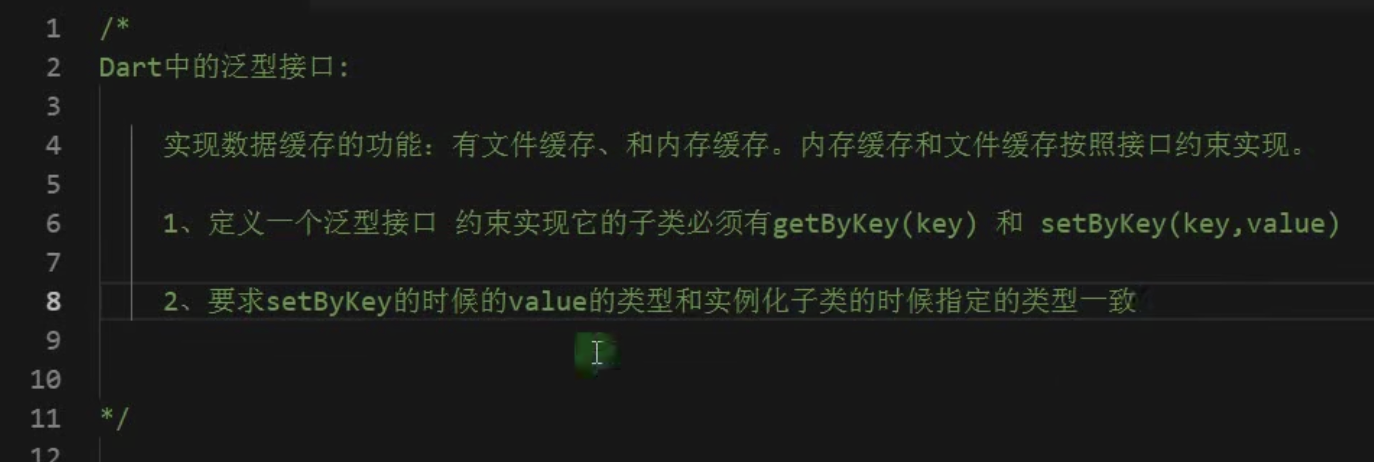 1 /*
2 Dart中的泛型接口:
3
4 实现数据缓存的功能：有文件缓存、和内存缓存。内存缓存和文件缓存按照接口约束实现。
5
6 1、定义一个泛型接口 约束实现它的子类必须有getByKey(key) 和 setByKey(key,value)
7
8 2、要求setByKey的时候的value的类型和实例化子类的时候指定的类型一致
9
10
11 */
12